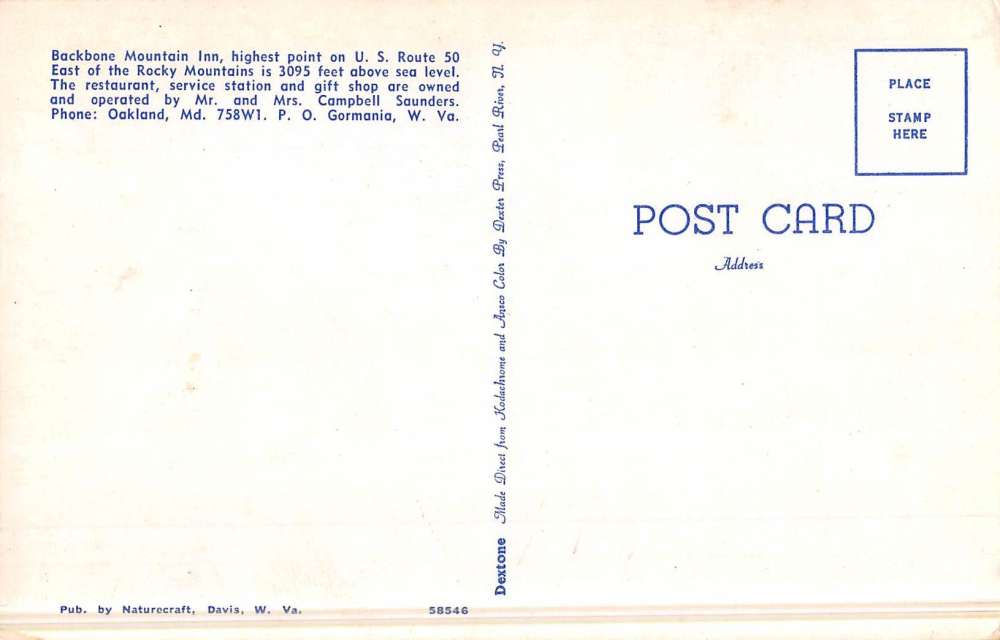 Backbone Mountain Inn, highest point on U. S. Route 50
East of the Rocky Mountains is 3095 feet above sea level.
The restaurant, service station and gift shop are owned
and operated by Mr. and Mrs. Campbell Saunders.
Phone: Oakland, Md. 758W1. P. O. Gormania, W. Va.
Pub. by Naturecraft, Davis, W. Va.
58546
Dextone Made Direct from Kodachrome and Ansco Color By Dexter Press, Pearl River, N. Y.
PLACE
STAMP
HERE
POST CARD
Address